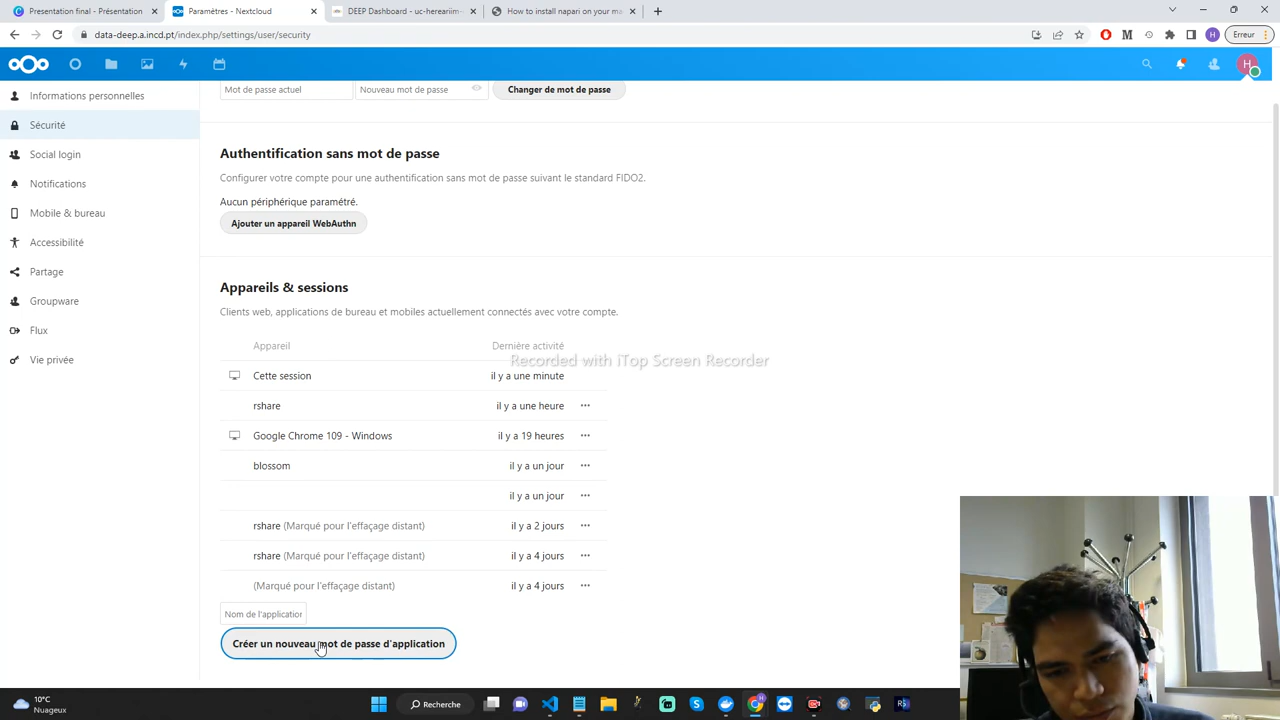 Presentation final - Présentation
Paramètres - Nextcloud
DEEP Dashboard - uc-hereariim-
How to install napari on your ma
data-deep.a.incd.pt/index.php/settings/user/security
H
Erreur
H
Informations personnelles
Mot de passe actuel
Nouveau mot de passe
Changer de mot de passe
Sécurité
Social login
Notifications
Mobile & bureau
Accessibilité
Partage
Groupware
Flux
Vie privée
Authentification sans mot de passe
Configurer votre compte pour une authentification sans mot de passe suivant le standard FIDO2.
Aucun périphérique paramétré.
Ajouter un appareil WebAuthn
Appareils & sessions
Clients web, applications de bureau et mobiles actuellement connectés avec votre compte.
Appareil Dernière activité
Recorded with iTop Screen Recorder
Cette session il y a une minute
rshare il y a une heure
Google Chrome 109 - Windows il y a 19 heures
blossom il y a un jour
il y a un jour
rshare (Marqué pour l'effaçage distant) il y a 2 jours
rshare (Marqué pour l'effaçage distant) il y a 4 jours
(Marqué pour l'effaçage distant) il y a 4 jours
Nom de l'application
Créer un nouveau mot de passe d'application
10°C
Nuageux
Recherche